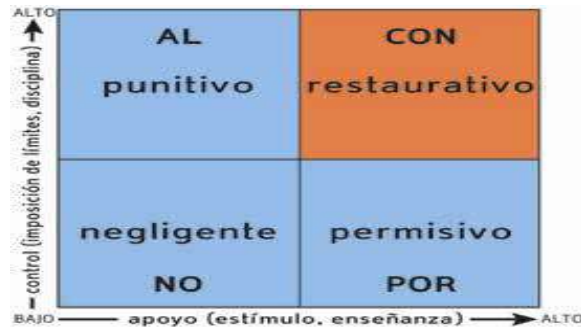 ALTO
AL
punitivo
CON
restaurativo
control (imposición de límites, disciplina)
negligente
NO
permisivo
POR
BAJO
apoyo (estímulo, enseñanza)
ALTO